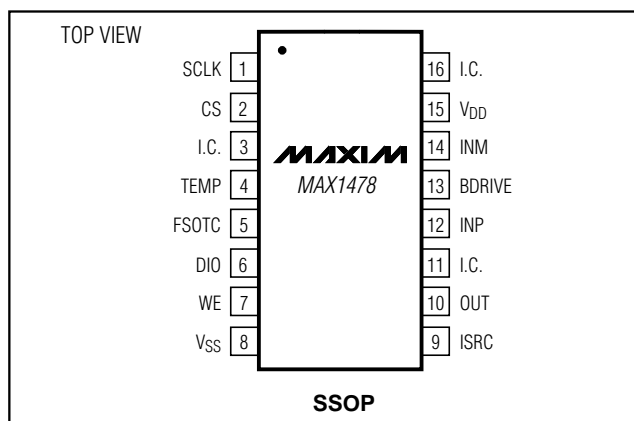 TOP VIEW
SCLK 1
CS 2
I.C. 3
TEMP 4
FSOTC 5
DIO 6
WE 7
VSS 8
MAXIM
MAX1478
16 I.C.
15 VDD
14 INM
13 BDRIVE
12 INP
11 I.C.
10 OUT
9 ISRC
SSOP